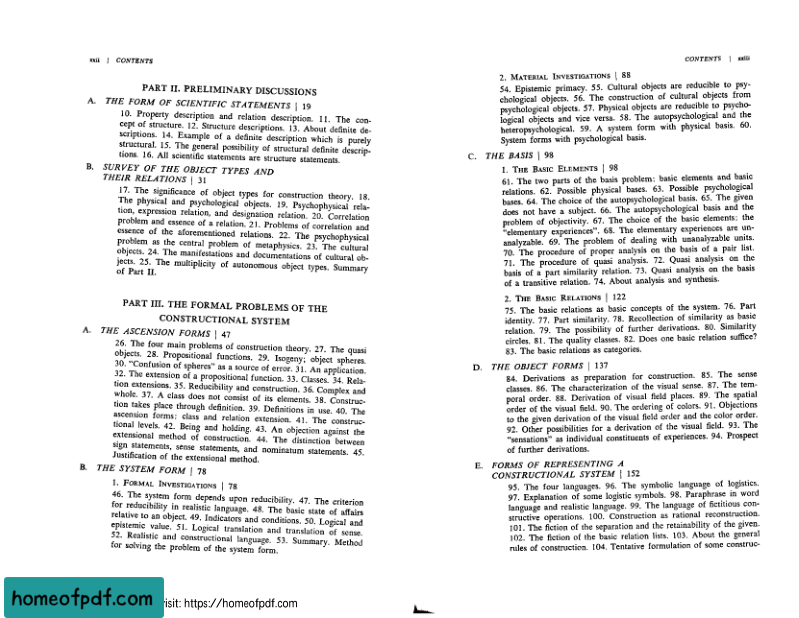 xxii | CONTENTS
PART II. PRELIMINARY DISCUSSIONS
A. THE FORM OF SCIENTIFIC STATEMENTS | 19
10. Property description and relation description. 11. The con-
cept of structure. 12. Structure descriptions. 13. About definite de-
scriptions. 14. Example of a definite description which is purely
structural. 15. The general possibility of structural definite descrip-
tions. 16. All scientific statements are structure statements.
B. SURVEY OF THE OBJECT TYPES AND
THEIR RELATIONS | 31
17. The significance of object types for construction theory. 18.
The physical and psychological objects. 19. Psychophysical rela-
tion, expression relation, and designation relation. 20. Correlation
problem and essence of a relation. 21. Problems of correlation and
essence of the aforementioned relations. 22. The psychophysical
problem as the central problem of metaphysics. 23. The cultural
objects. 24. The manifestations and documentations of cultural ob-
jects. 25. The multiplicity of autonomous object types. Summary
of Part II.
PART III. THE FORMAL PROBLEMS OF THE
CONSTRUCTIONAL SYSTEM
A. THE ASCENSION FORMS | 47
26. The four main problems of construction theory. 27. The quasi
objects. 28. Propositional functions. 29. Isogeny; object spheres.
30. "Confusion of spheres" as a source of error. 31. An application.
32. The extension of a propositional function. 33. Classes. 34. Rela-
tion extensions. 35. Reducibility and construction. 36. Complex and
whole. 37. A class does not consist of its elements. 38. Construc-
tion takes place through definition. 39. Definitions in use. 40. The
ascension forms: class and relation extension. 41. The construc-
tional levels. 42. Being and holding. 43. An objection against the
extensional method of construction. 44. The distinction between
sign statements, sense statements, and nominatum statements. 45.
Justification of the extensional method.
B. THE SYSTEM FORM | 78
1. FORMAL INVESTIGATIONS | 78
46. The system form depends upon reducibility. 47. The criterion
for reducibility in realistic language. 48. The basic state of affairs
relative to an object. 49. Indicators and conditions. 50. Logical and
epistemic value. 51. Logical translation and translation of sense.
52. Realistic and constructional language. 53. Summary. Method
for solving the problem of the system form.
CONTENTS | xxiii
2. MATERIAL INVESTIGATIONS | 88
54. Epistemic primacy. 55. Cultural objects are reducible to psy-
chological objects. 56. The construction of cultural objects from
psychological objects. 57. Physical objects are reducible to psycho-
logical objects and vice versa. 58. The autopsychological and the
heteropsychological. 59. A system form with physical basis. 60.
System forms with psychological basis.
C. THE BASIS | 98
1. THE BASIC ELEMENTS | 98
61. The two parts of the basis problem: basic elements and basic
relations. 62. Possible physical bases. 63. Possible psychological
bases. 64. The choice of the autopsychological basis. 65. The given
does not have a subject. 66. The autopsychological basis and the
problem of objectivity. 67. The choice of the basic elements: the
"elementary experiences". 68. The elementary experiences are un-
analyzable. 69. The problem of dealing with unanalyzable units.
70. The procedure of proper analysis on the basis of a pair list.
71. The procedure of quasi analysis. 72. Quasi analysis on the
basis of a part similarity relation. 73. Quasi analysis on the basis
of a transitive relation. 74. About analysis and synthesis.
2. THE BASIC RELATIONS | 122
75. The basic relations as basic concepts of the system. 76. Part
identity. 77. Part similarity. 78. Recollection of similarity as basic
relation. 79. The possibility of further derivations. 80. Similarity
circles. 81. The quality classes. 82. Does one basic relation suffice?
83. The basic relations as categories.
D. THE OBJECT FORMS | 137
84. Derivations as preparation for construction. 85. The sense
classes. 86. The characterization of the visual sense. 87. The tem-
poral order. 88. Derivation of visual field places. 89. The spatial
order of the visual field. 90. The ordering of colors. 91. Objections
to the given derivation of the visual field order and the color order.
92. Other possibilities for a derivation of the visual field. 93. The
"sensations" as individual constituents of experiences. 94. Prospect
of further derivations.
E. FORMS OF REPRESENTING A
CONSTRUCTIONAL SYSTEM | 152
95. The four languages. 96. The symbolic language of logistics.
97. Explanation of some logistic symbols. 98. Paraphrase in word
language and realistic language. 99. The language of fictitious con-
structive operations. 100. Construction as rational reconstruction.
101. The fiction of the separation and the retainability of the given.
102. The fiction of the basic relation lists. 103. About the general
rules of construction. 104. Tentative formulation of some construc-
homeofpdf.com
isit: https://homeofpdf.com